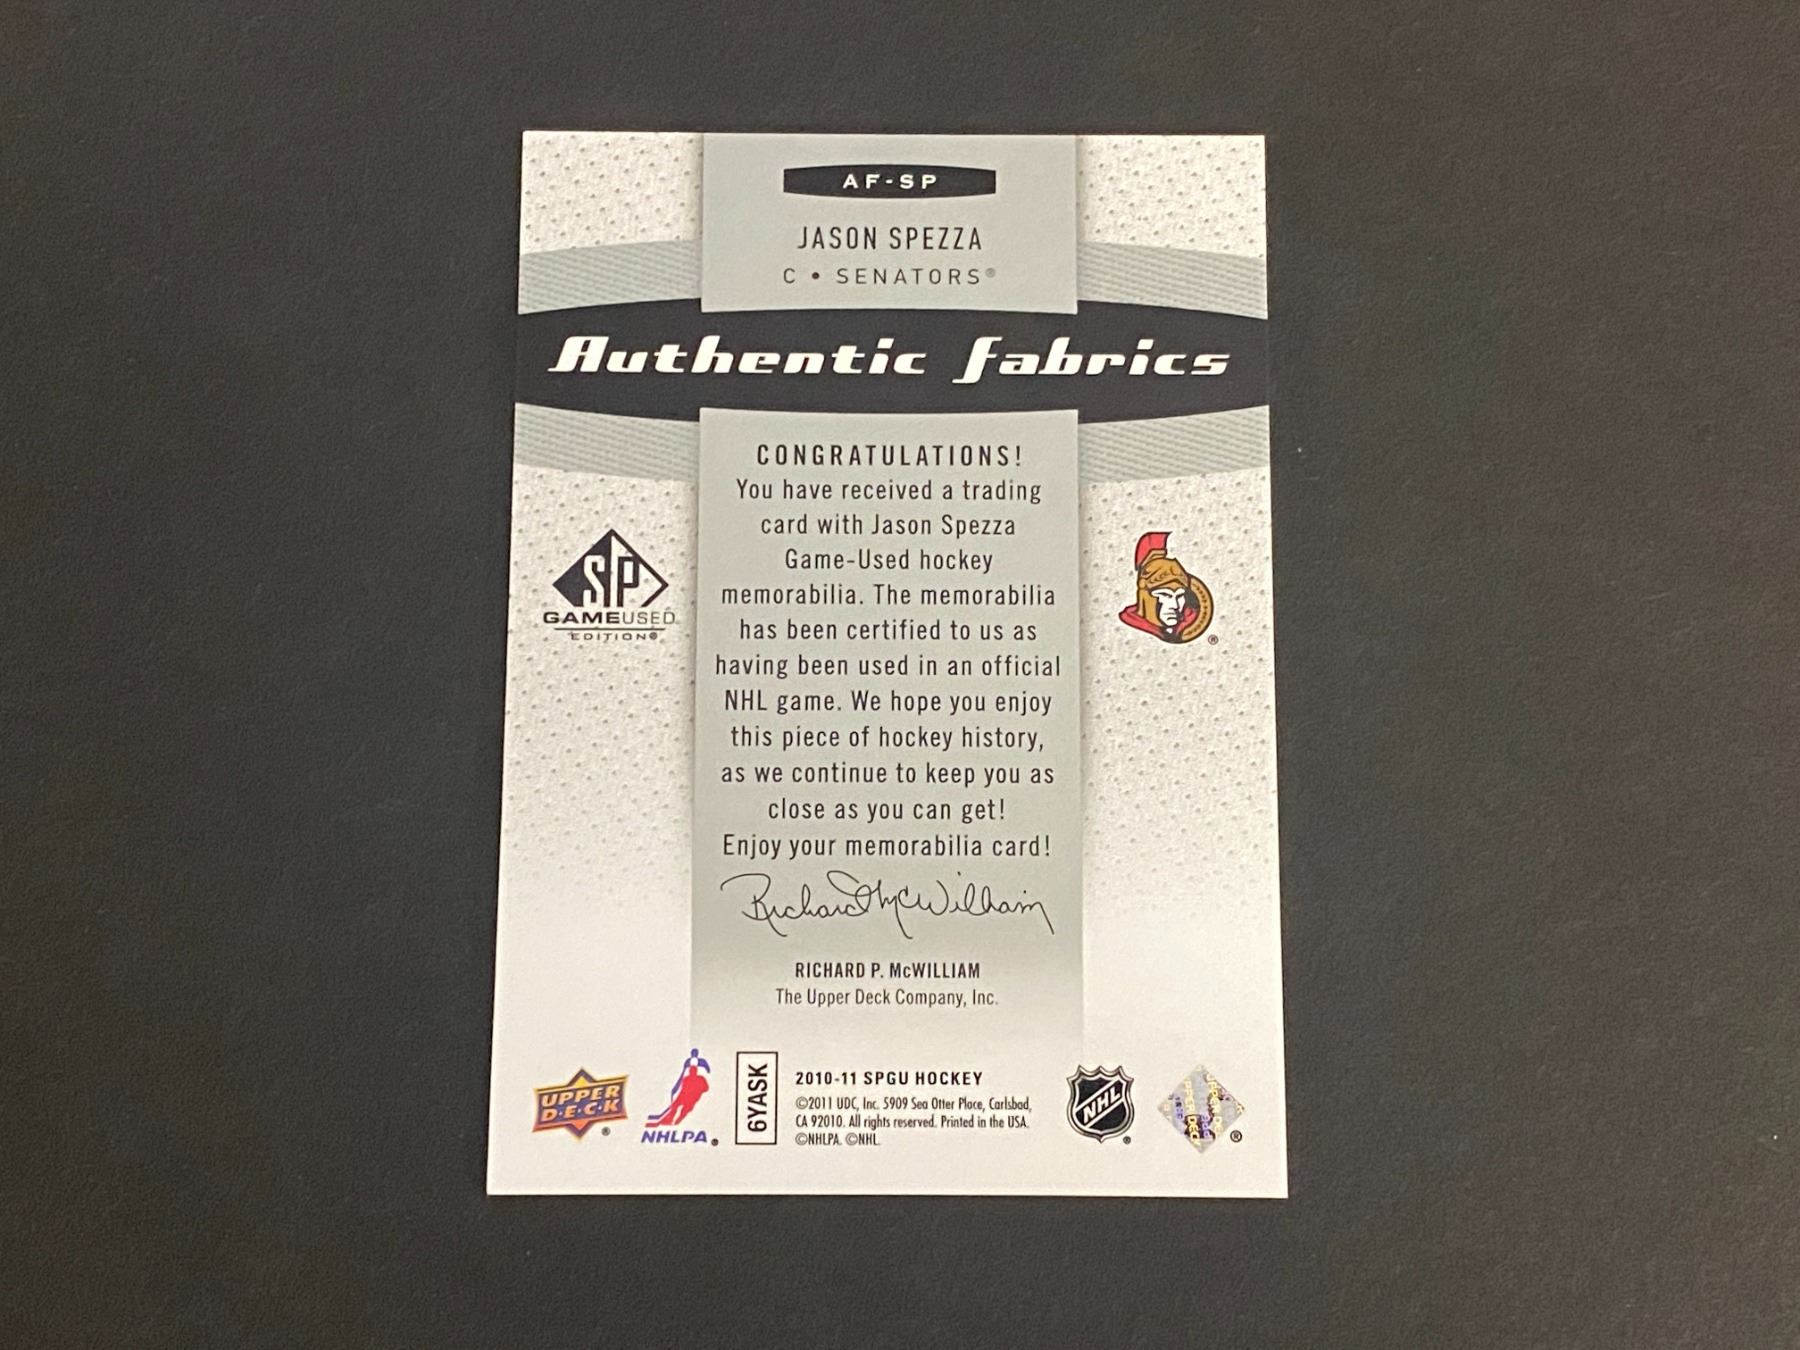 AF-SP
JASON SPEZZA
C • SENATORS®
Authentic fabrics
CONGRATULATIONS!
You have received a trading
card with Jason Spezza
Game-Used hockey
memorabilia. The memorabilia
has been certified to us as
having been used in an official
NHL game. We hope you enjoy
this piece of hockey history,
as we continue to keep you as
close as you can get!
Enjoy your memorabilia card!
SP
GAMEUSED
EDITION®
®
Richard McWilliam
RICHARD P. McWILLIAM
The Upper Deck Company, Inc.
UPPER
D·E·C·K
®
NHLPA®
6YASK
2010-11 SPGU HOCKEY
©2011 UDC, Inc. 5909 Sea Otter Place, Carlsbad,
CA 92010. All rights reserved. Printed in the USA.
©NHLPA. ©NHL.
NHL
®
UPPER DECK
®